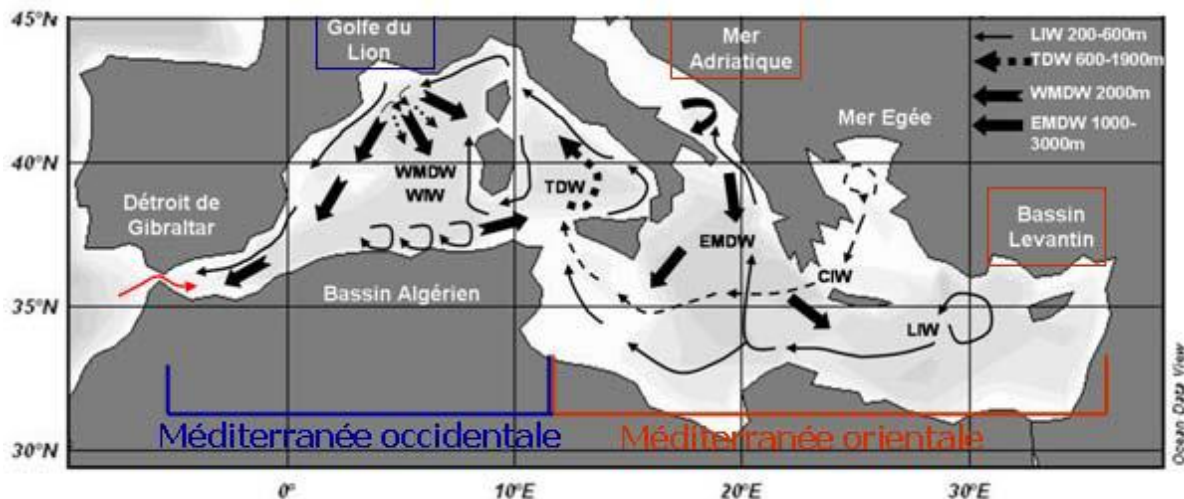 45°N
40°N
35°N
30°N
0°
10°E
20°E
30°E
Golfe du
Lion
Mer
Adriatique
Mer Egée
Bassin
Levantin
Détroit de
Gibraltar
Bassin Algérien
WMDW
WIW
TDW
EMDW
CIW
LIW
LIW 200-600m
TDW 600-1900m
WMDW 2000m
EMDW 1000-
3000m
Méditerranée occidentale
Méditerranée orientale
Ocean Data View